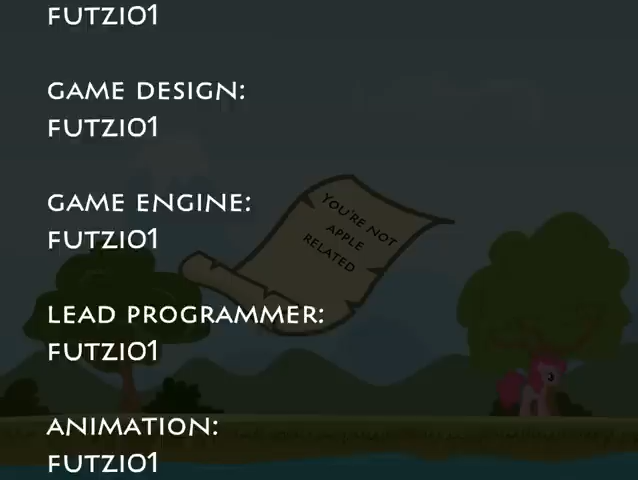 FUTZI01
GAME DESIGN:
FUTZI01
GAME ENGINE:
FUTZI01
YOU'RE NOT
APPLE
RELATED
LEAD PROGRAMMER:
FUTZI01
ANIMATION:
FUTZI01